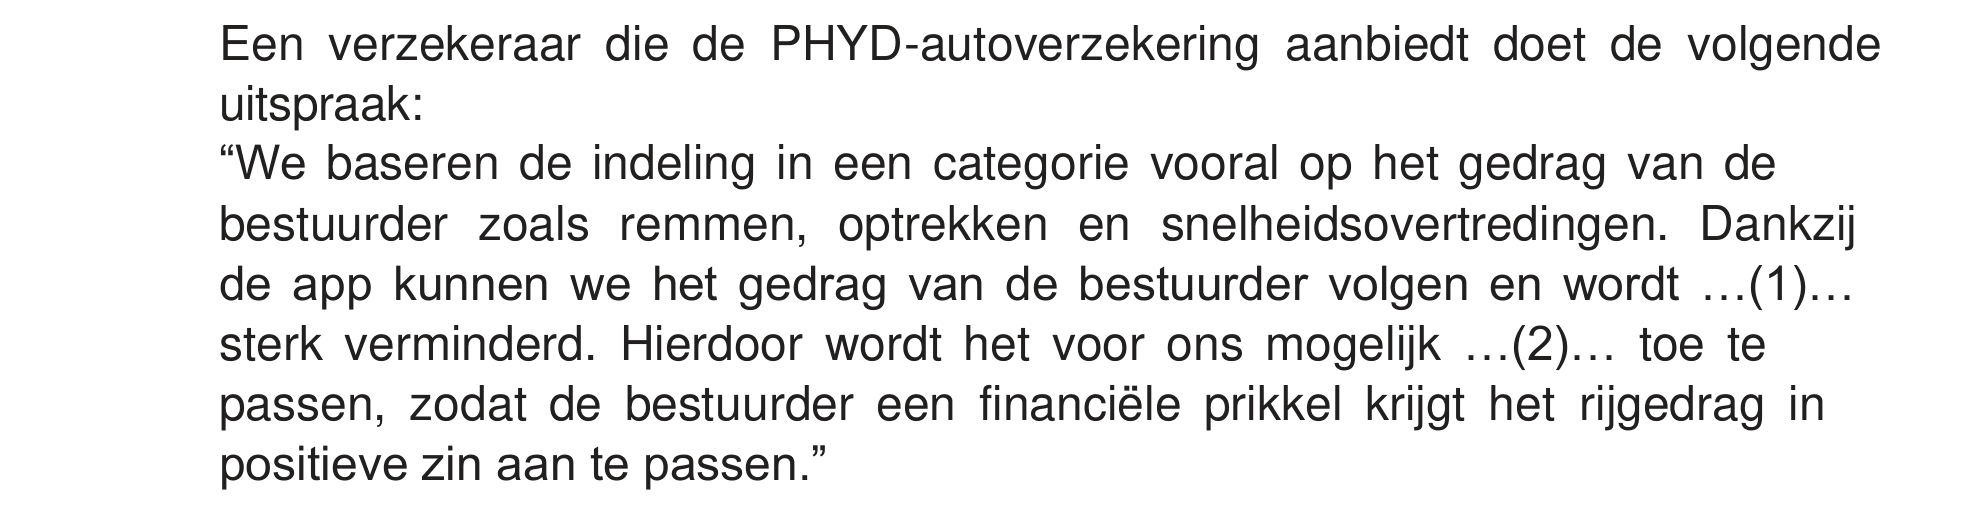 Een verzekeraar die de PHYD-autoverzekering aanbiedt doet de volgende
uitspraak:
“We baseren de indeling in een categorie vooral op het gedrag van de
bestuurder zoals remmen, optrekken en snelheidsovertredingen. Dankzij
de app kunnen we het gedrag van de bestuurder volgen en wordt …(1)…
sterk verminderd. Hierdoor wordt het voor ons mogelijk …(2)… toe te
passen, zodat de bestuurder een financiële prikkel krijgt het rijgedrag in
positieve zin aan te passen.”